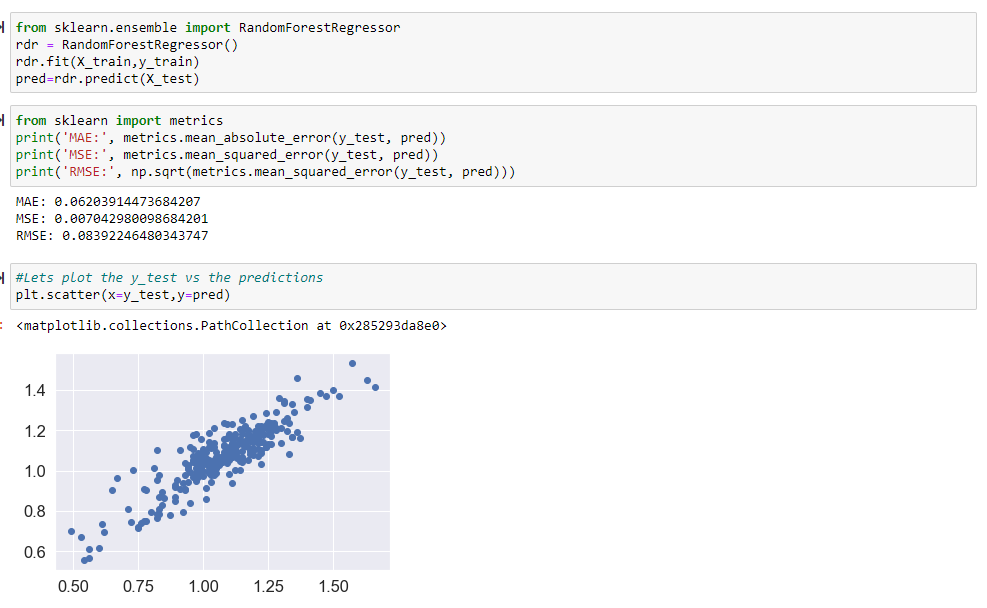 from sklearn.ensemble import RandomForestRegressor
rdr = RandomForestRegressor()
rdr.fit(X_train,y_train)
pred=rdr.predict(X_test)
from sklearn import metrics
print('MAE:', metrics.mean_absolute_error(y_test, pred))
print('MSE:', metrics.mean_squared_error(y_test, pred))
print('RMSE:', np.sqrt(metrics.mean_squared_error(y_test, pred)))
MAE: 0.06203914473684207
MSE: 0.007042980098684201
RMSE: 0.08392246480343747
#Lets plot the y_test vs the predictions
plt.scatter(x=y_test,y=pred)
<matplotlib.collections.PathCollection at 0x285293da8e0>
1.4
1.2
1.0
0.8
0.6
0.50 0.75 1.00 1.25 1.50